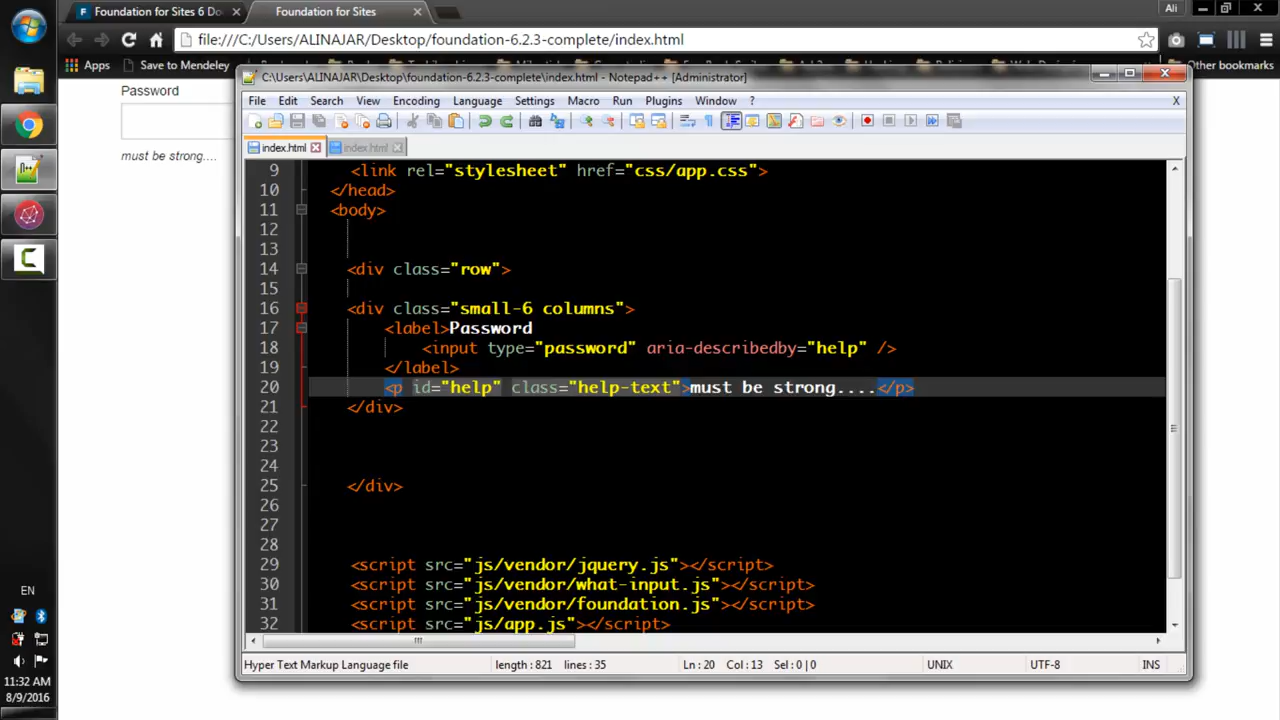 Foundation for Sites 6 Do
Foundation for Sites
Ali
file:///C:/Users/ALINAJAR/Desktop/foundation-6.2.3-complete/index.html
Apps
Save to Mendeley
Other bookmarks
Password
must be strong....
C:\Users\ALINAJAR\Desktop\foundation-6.2.3-complete\index.html - Notepad++ [Administrator]
File Edit Search View Encoding Language Settings Macro Run Plugins Window ? X
index.html
index.html
9 <link rel="stylesheet" href="css/app.css">
10 </head>
11 <body>
12
13
14 <div class="row">
15
16 <div class="small-6 columns">
17 <label>Password
18 <input type="password" aria-describedby="help" />
19 </label>
20 <p id="help" class="help-text">must be strong....</p>
21 </div>
22
23
24
25 </div>
26
27
28
29 <script src="js/vendor/jquery.js"></script>
30 <script src="js/vendor/what-input.js"></script>
31 <script src="js/vendor/foundation.js"></script>
32 <script src="js/app.js"></script>
Hyper Text Markup Language file length : 821 lines : 35 Ln : 20 Col : 13 Sel : 0 | 0 UNIX UTF-8 INS
EN
11:32 AM
8/9/2016